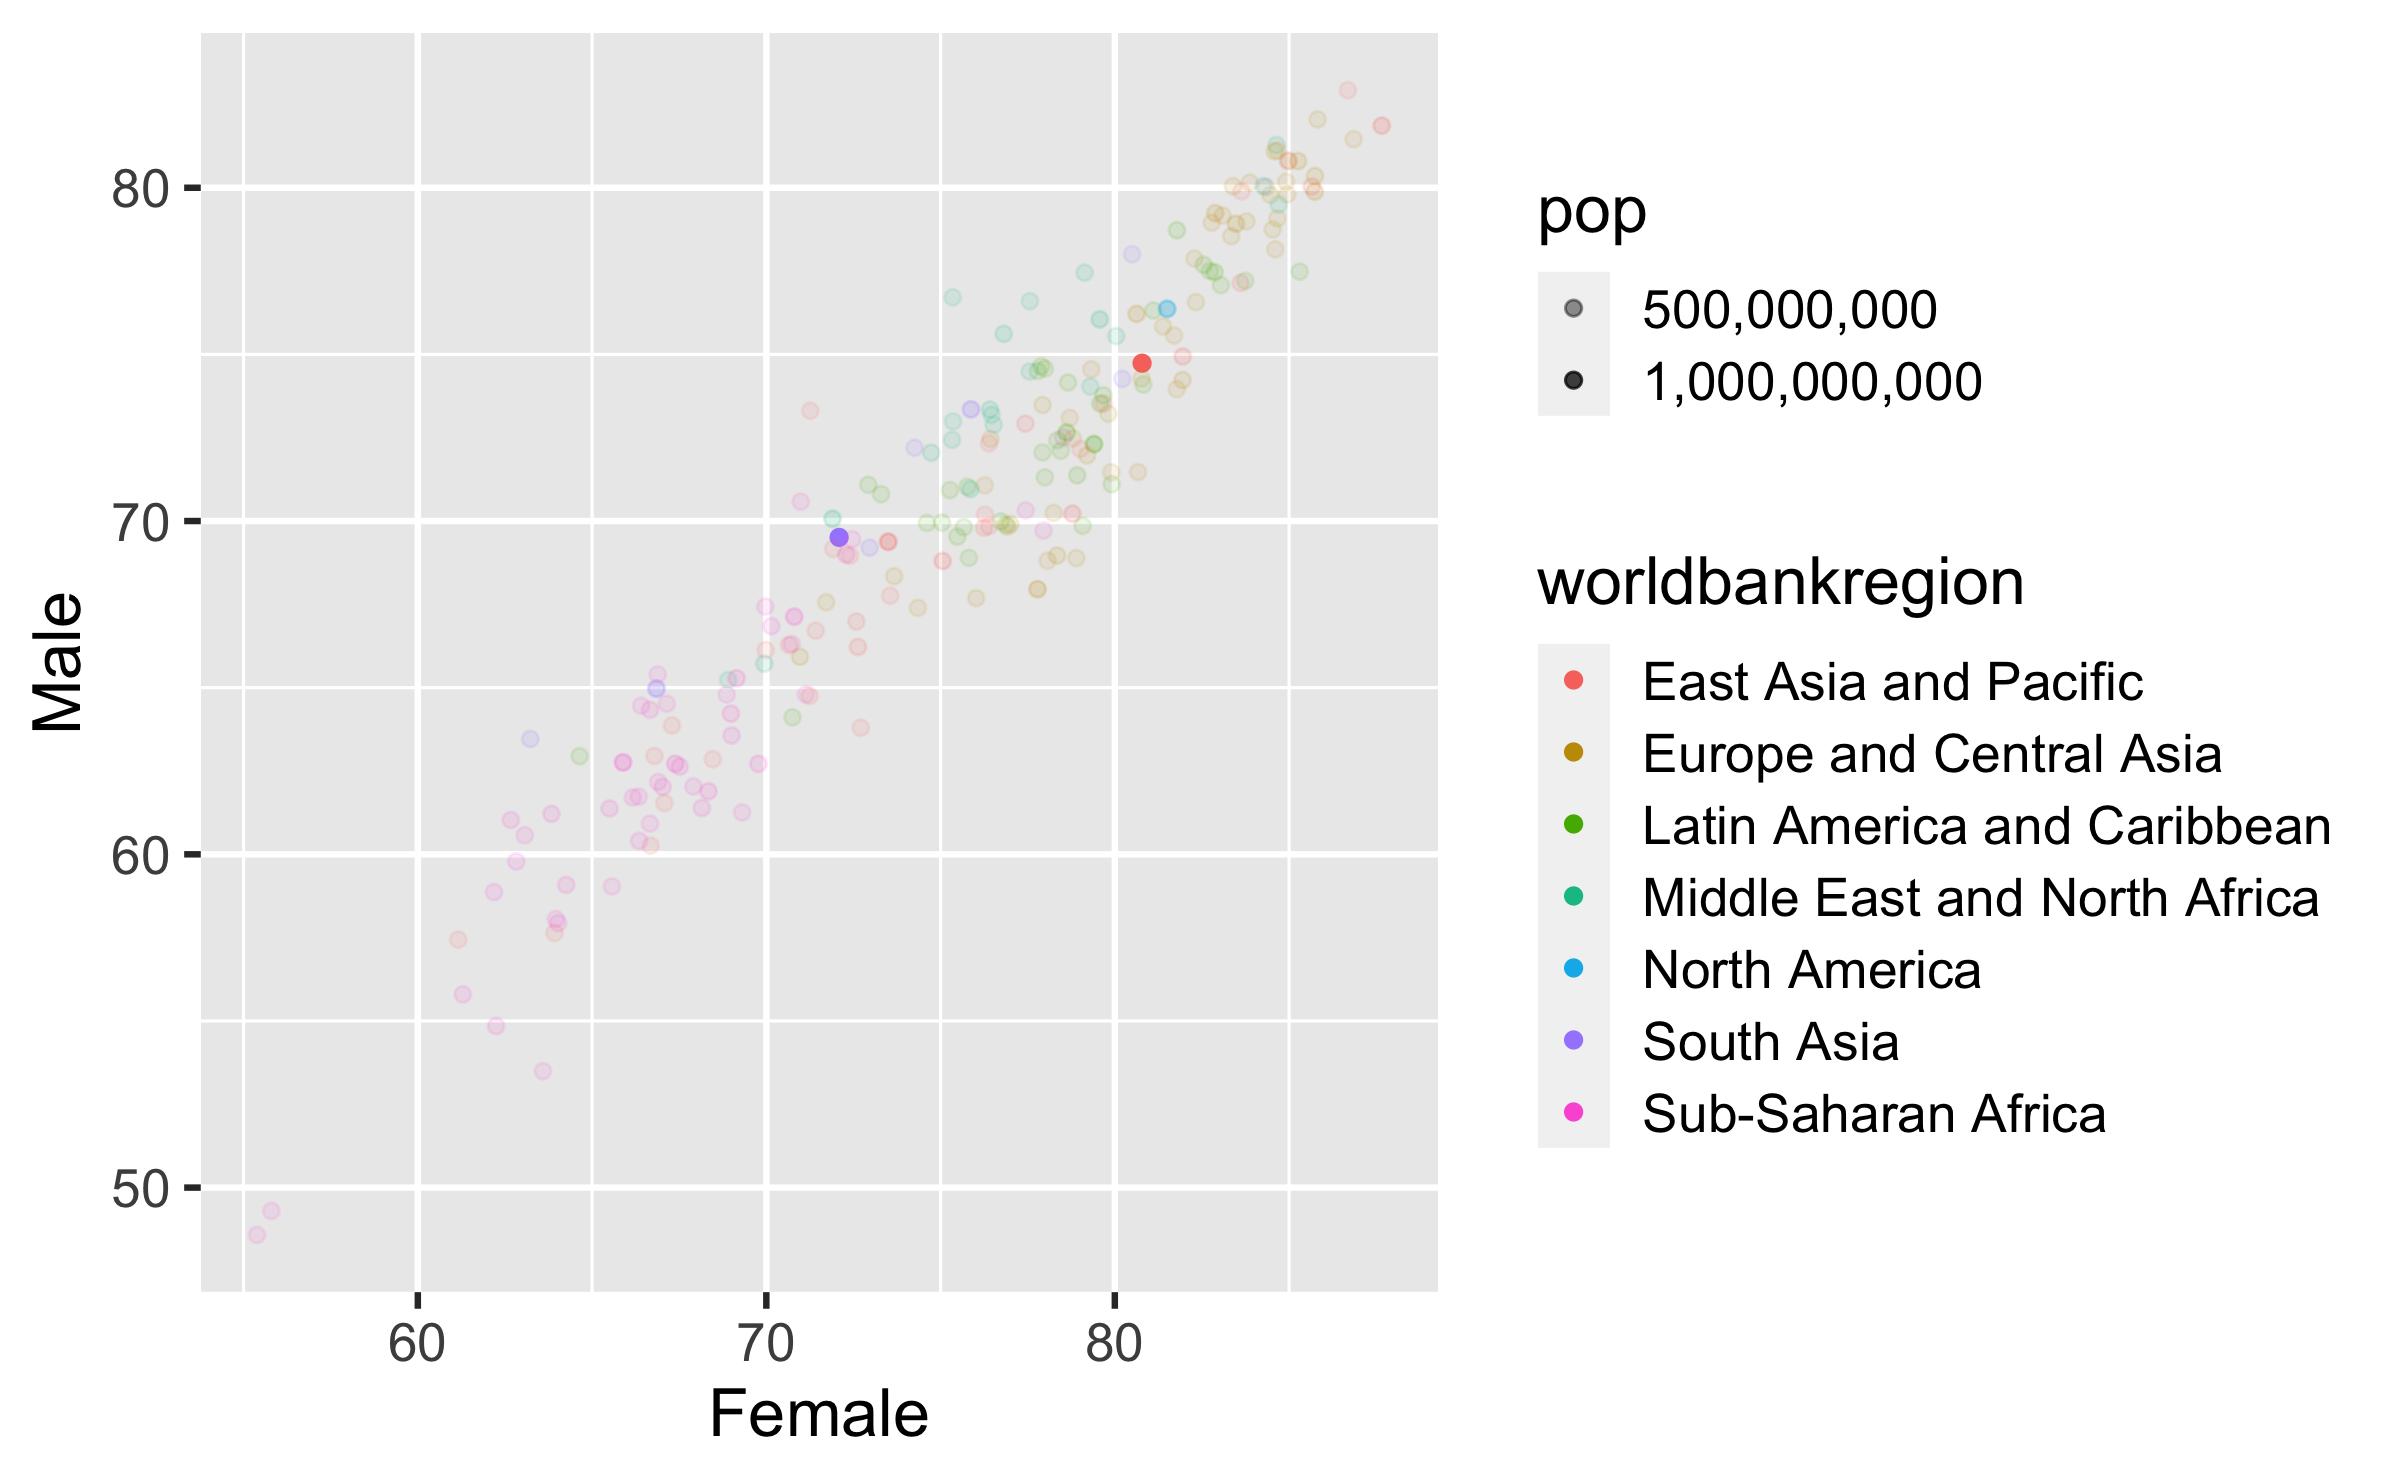 80
70
60
50
Male
60
70
80
Female
pop
500,000,000
1,000,000,000
worldbankregion
East Asia and Pacific
Europe and Central Asia
Latin America and Caribbean
Middle East and North Africa
North America
South Asia
Sub-Saharan Africa